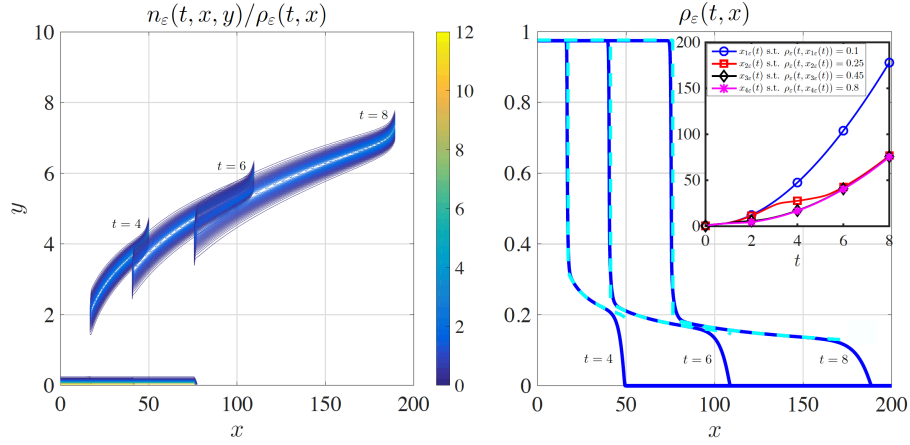 n_ε(t, x, y)/ρ_ε(t, x)
10
8
6
4
2
0
y
t = 4
t = 6
t = 8
0 50 100 150 200
x
12
10
8
6
4
2
0
ρ_ε(t, x)
1
0.8
0.6
0.4
0.2
0
t = 4
t = 6
t = 8
0 50 100 150 200
x
200
150
100
50
0
x_{1ε}(t) s.t. ρ_ε(t, x_{1ε}(t)) = 0.1
x_{2ε}(t) s.t. ρ_ε(t, x_{2ε}(t)) = 0.25
x_{3ε}(t) s.t. ρ_ε(t, x_{3ε}(t)) = 0.45
x_{4ε}(t) s.t. ρ_ε(t, x_{4ε}(t)) = 0.8
0 2 4 6 8
t